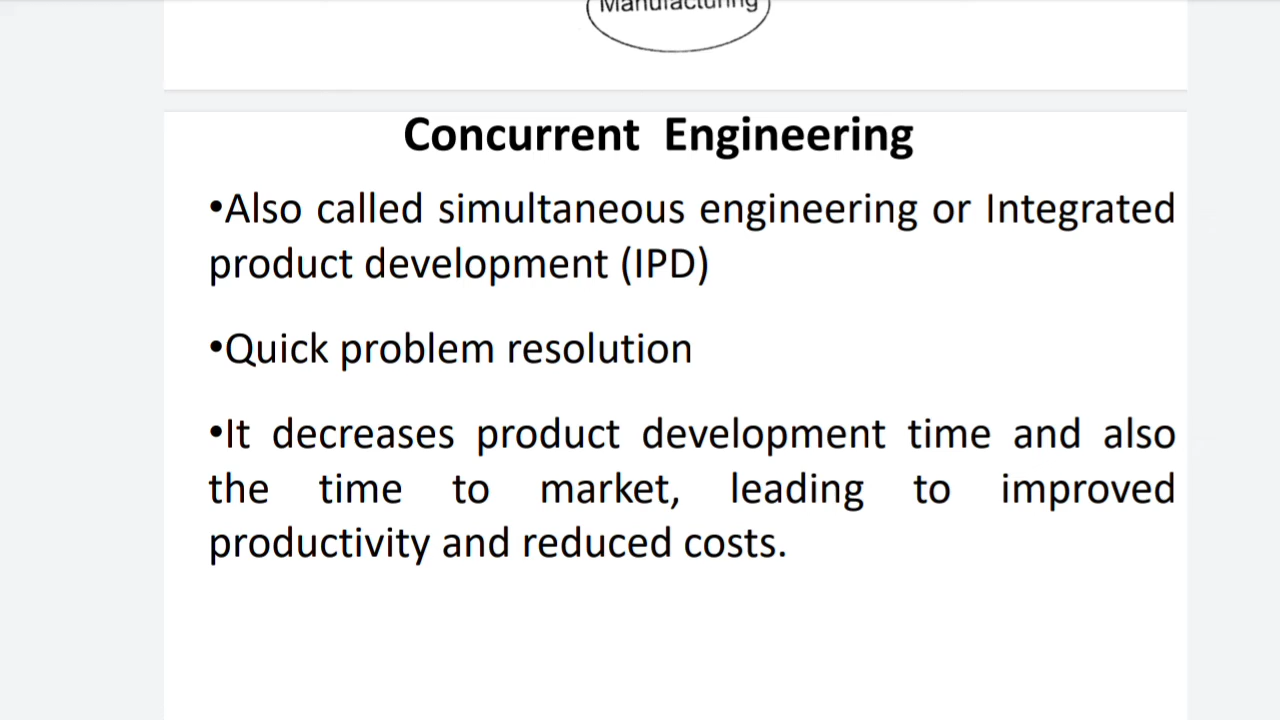 Manufacturing
Concurrent Engineering
•Also called simultaneous engineering or Integrated
product development (IPD)
•Quick problem resolution
•It decreases product development time and also
the time to market, leading to improved
productivity and reduced costs.